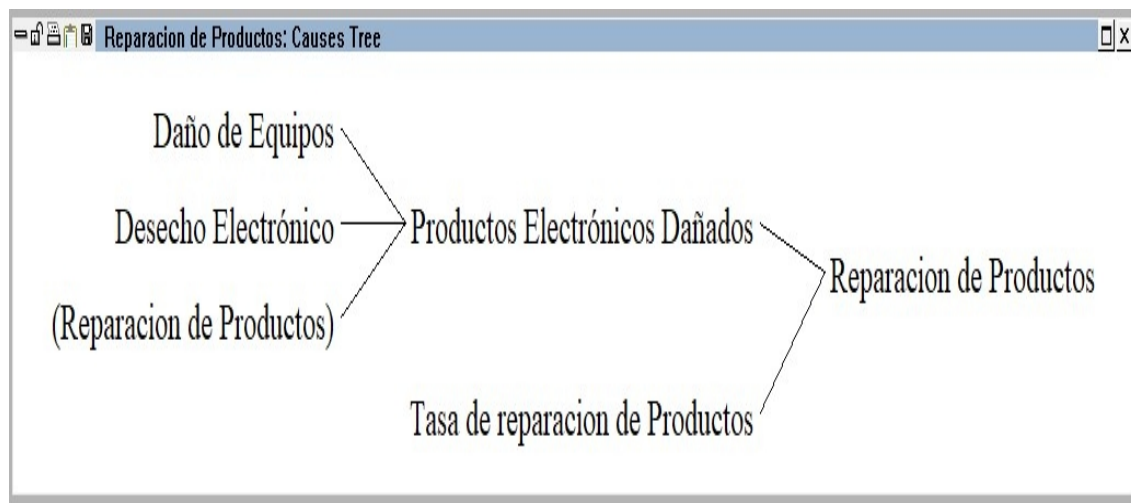 Reparacion de Productos: Causes Tree
Daño de Equipos
Desecho Electrónico
(Reparacion de Productos)
Productos Electrónicos Dañados
Tasa de reparacion de Productos
Reparacion de Productos